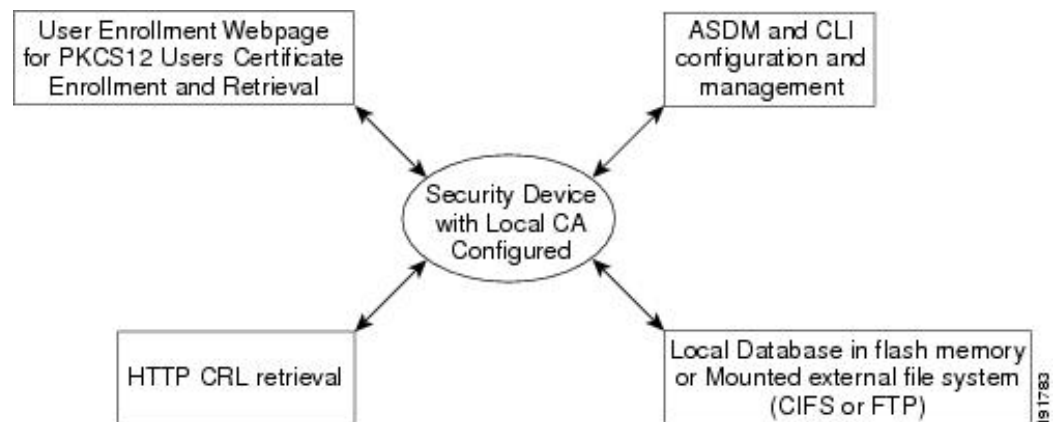 User Enrollment Webpage
for PKCS12 Users Certificate
Enrollment and Retrieval
ASDM and CLI
configuration and
management
Security Device
with Local CA
Configured
HTTP CRL retrieval
Local Database in flash memory
or Mounted external file system
(CIFS or FTP)
191783